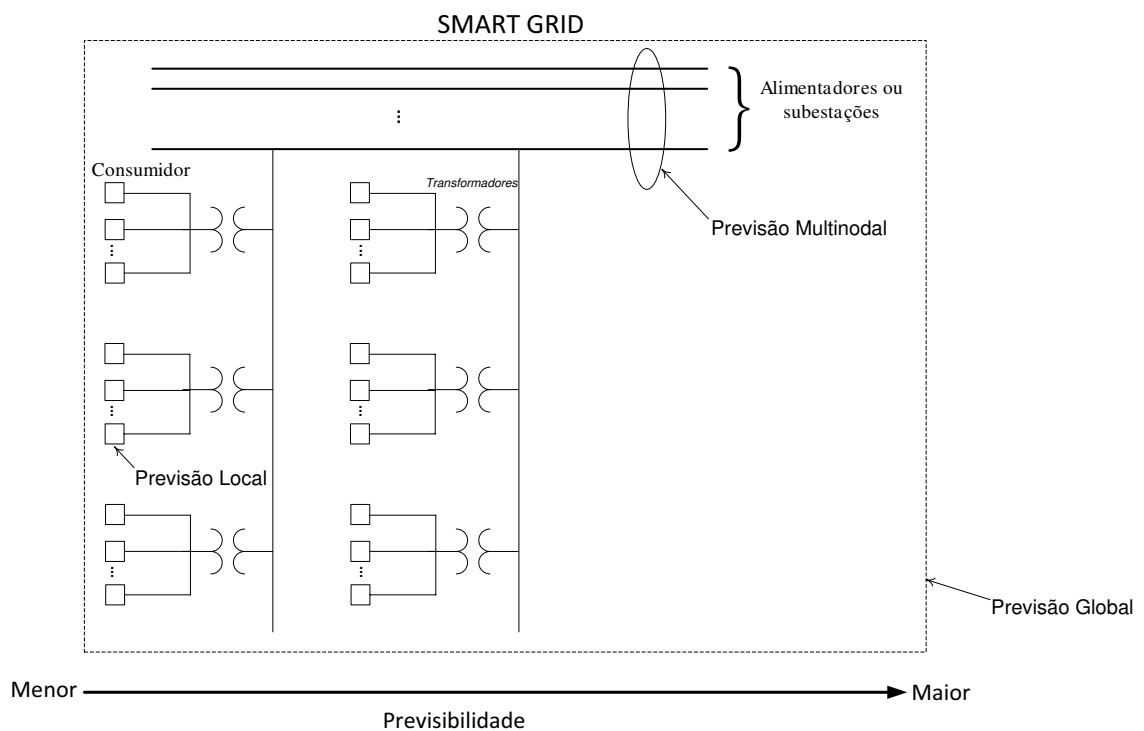 SMART GRID
Alimentadores ou
subestações
Consumidor
Transformadores
Previsão Multinodal
Previsão Local
Previsão Global
Menor
Maior
Previsibilidade